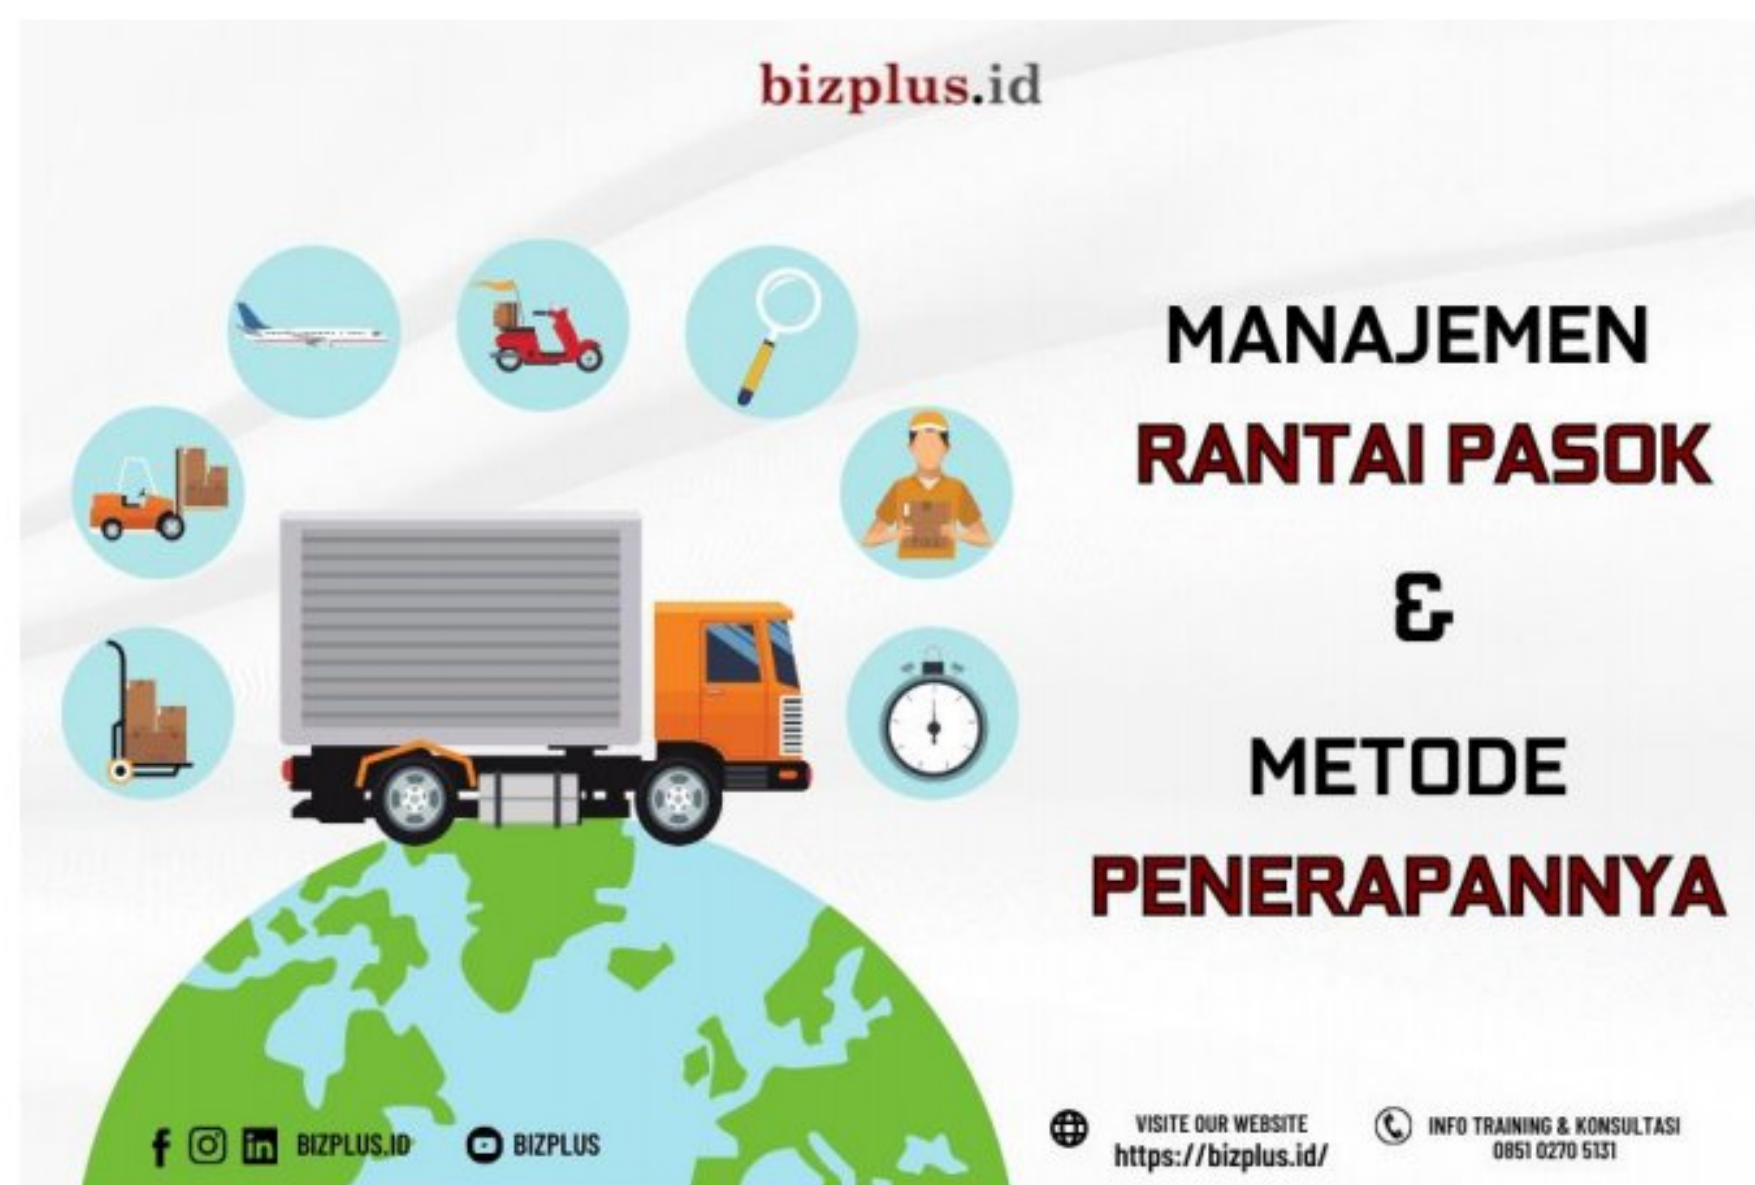 bizplus.id
MANAJEMEN
RANTAI PASOK
&
METODE
PENERAPANNYA
BIZPLUS.ID
BIZPLUS
VISITE OUR WEBSITE
https://bizplus.id/
INFO TRAINING & KONSULTASI
0851 0270 5131